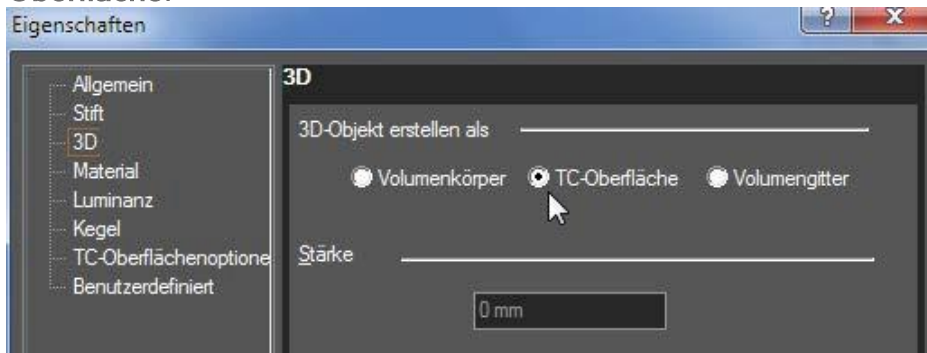 Oberfläche.
Eigenschaften
?
X
Allgemein
Stift
3D
Material
Luminanz
Kegel
TC-Oberflächenoptione
Benutzerdefiniert
3D
3D-Objekt erstellen als
Volumenkörper TC-Oberfläche Volumengitter
Stärke
0 mm